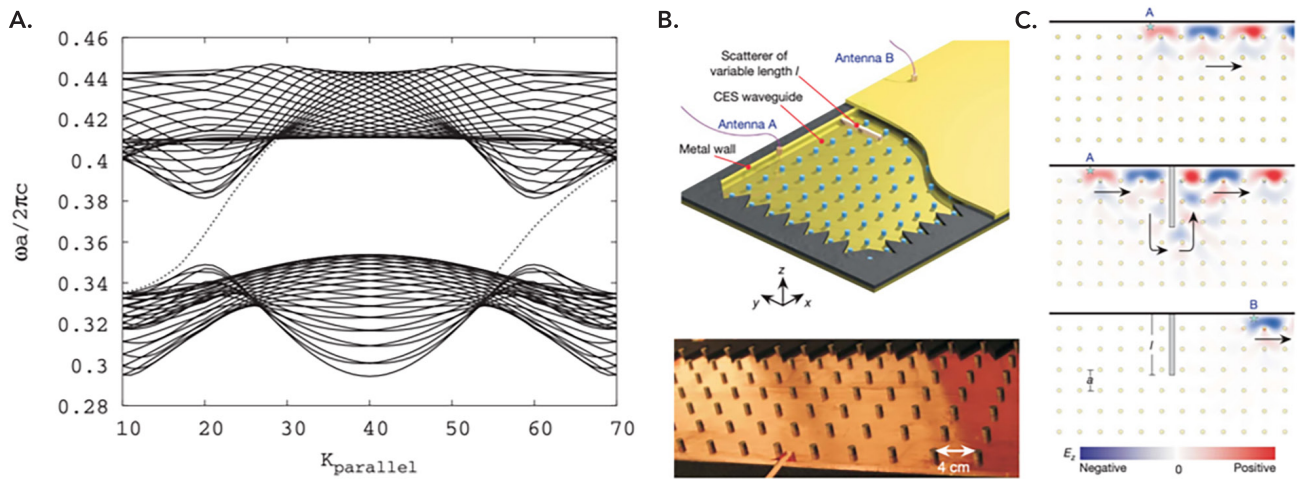 A.
0.46
0.44
0.42
0.4
0.38
0.36
0.34
0.32
0.3
0.28
ωa/2πc
10 20 30 40 50 60 70
Kparallel
B.
Scatterer of
variable length l
CES waveguide
Antenna A
Metal wall
Antenna B
z
y x
4 cm
C.
A
A
B
l
a
Ez
Negative 0 Positive